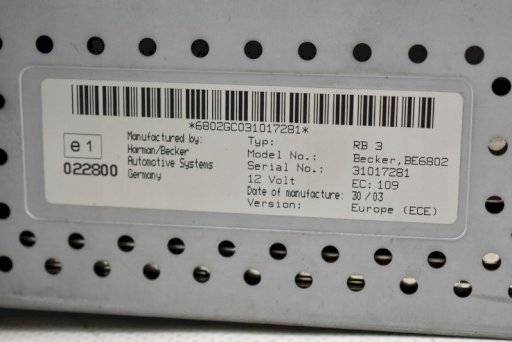 *6802GC031017281*
e1
022800
Manufactured by:
Harman/Becker
Automotive Systems
Germany
Typ: RB 3
Model No.: Becker,BE6802
Serial No.: 31017281
12 Volt EC: 109
Date of manufacture: 30/03
Version: Europe (ECE)